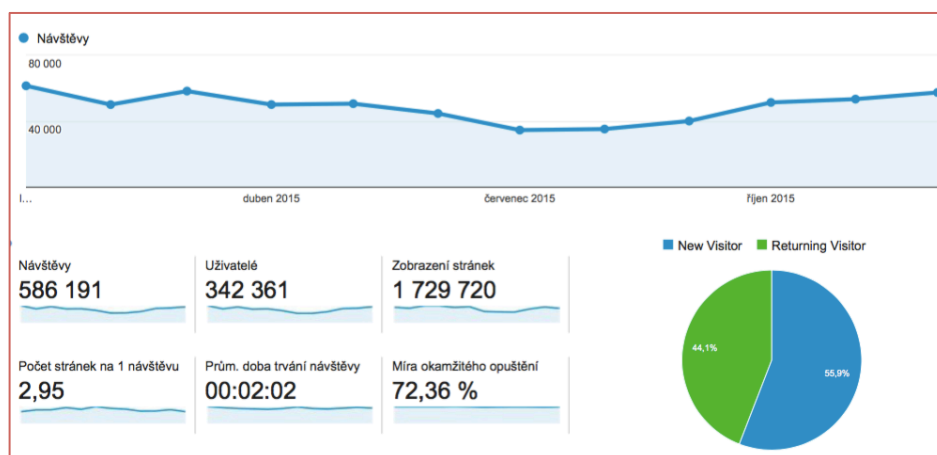 Návštěvy
80 000
40 000
l...
duben 2015
červenec 2015
říjen 2015
New Visitor
Returning Visitor
Návštěvy
586 191
Uživatelé
342 361
Zobrazení stránek
1 729 720
Počet stránek na 1 návštěvu
2,95
Prům. doba trvání návštěvy
00:02:02
Míra okamžitého opuštění
72,36 %
44,1%
55,9%